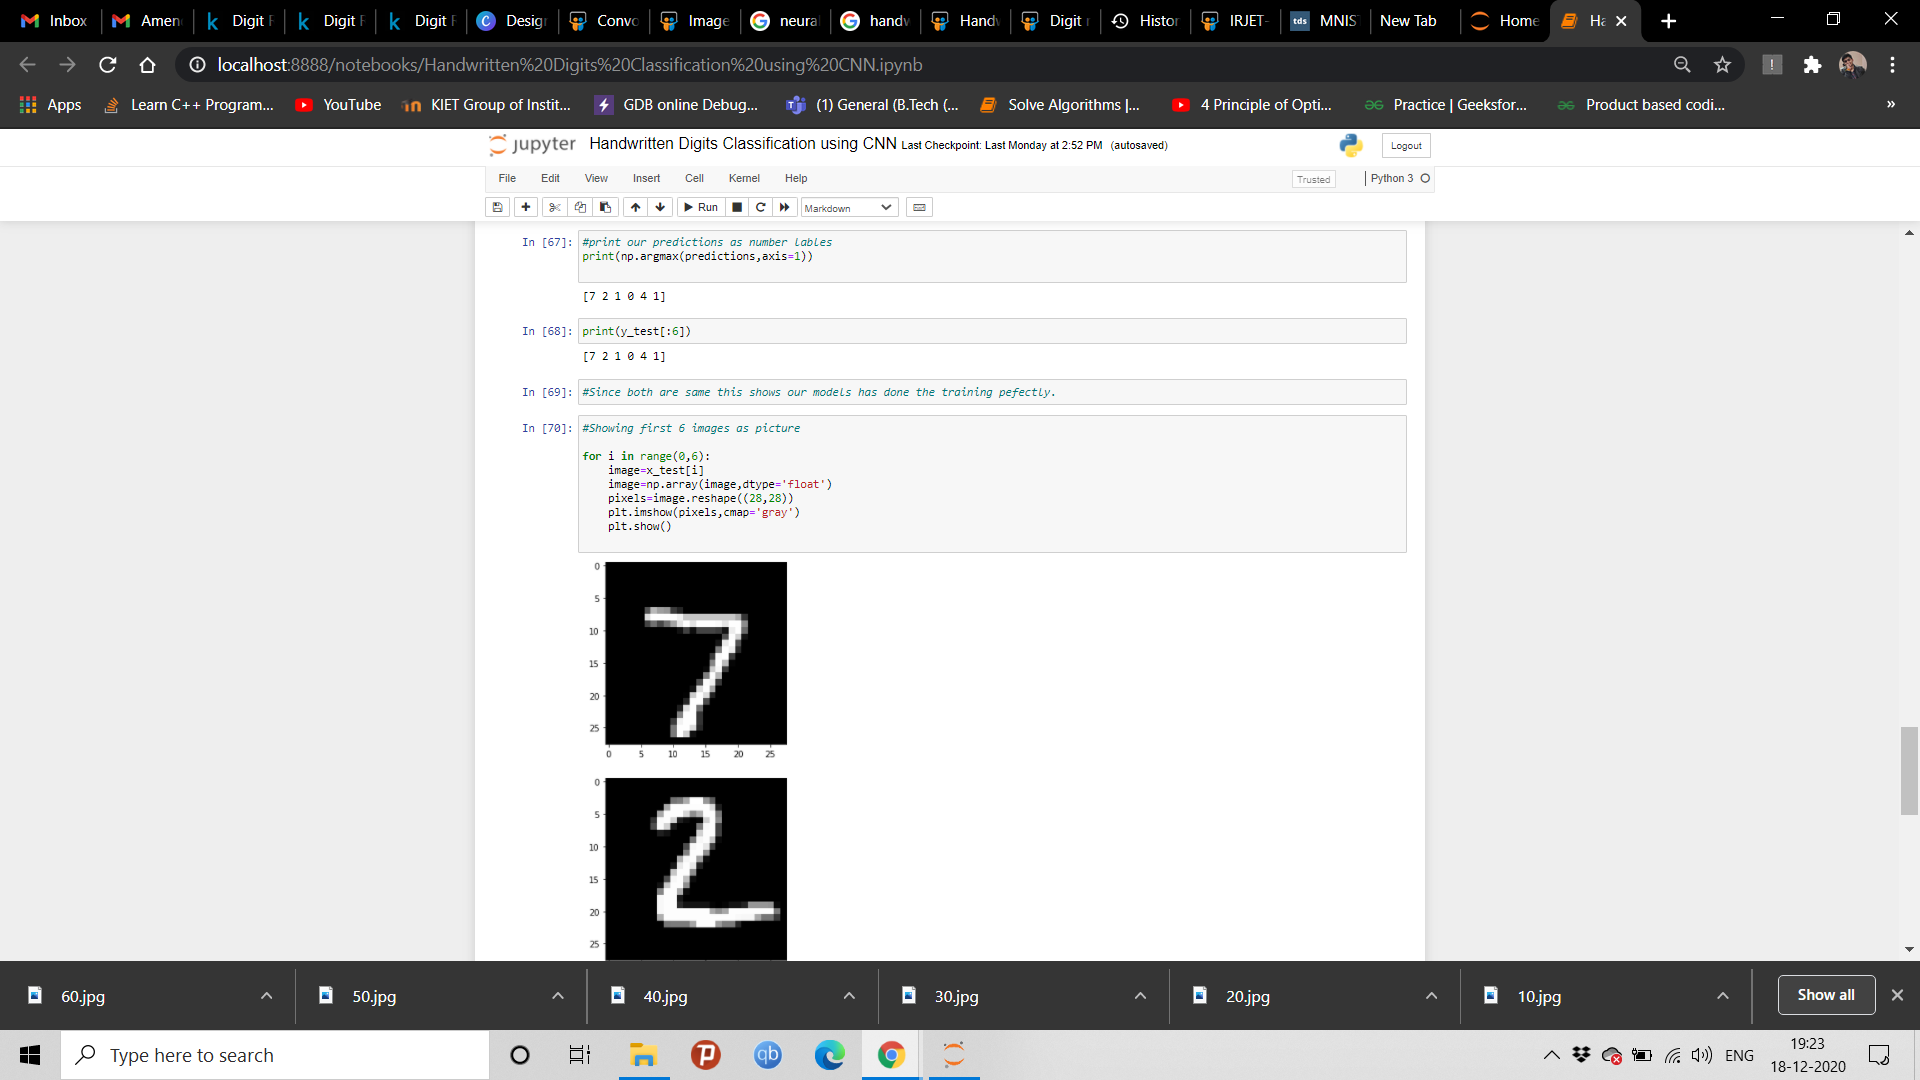 Inbox
Amen
Digit F
Digit F
Digit F
Desig
Convo
Image
neura
handw
Handw
Digit r
Histor
IRJET-
tds MNIS
New Tab
Home
Ha
localhost:8888/notebooks/Handwritten%20Digits%20Classification%20using%20CNN.ipynb
Apps
Learn C++ Program...
YouTube
KIET Group of Instit...
GDB online Debug...
(1) General (B.Tech (...
Solve Algorithms |...
4 Principle of Opti...
Practice | Geeksfor...
Product based codi...
»
jupyter Handwritten Digits Classification using CNN Last Checkpoint: Last Monday at 2:52 PM (autosaved)
Logout
File Edit View Insert Cell Kernel Help
Trusted
Python 3
Run
Markdown
In [67]: #print our predictions as number lables
print(np.argmax(predictions,axis=1))
[7 2 1 0 4 1]
In [68]: print(y_test[:6])
[7 2 1 0 4 1]
In [69]: #Since both are same this shows our models has done the training pefectly.
In [70]: #Showing first 6 images as picture
for i in range(0,6):
image=x_test[i]
image=np.array(image,dtype='float')
pixels=image.reshape((28,28))
plt.imshow(pixels,cmap='gray')
plt.show()
0
5
10
15
20
25
0 5 10 15 20 25
7
0
5
10
15
20
25
2
60.jpg
50.jpg
40.jpg
30.jpg
20.jpg
10.jpg
Show all
Type here to search
qb
ENG
19:23
18-12-2020